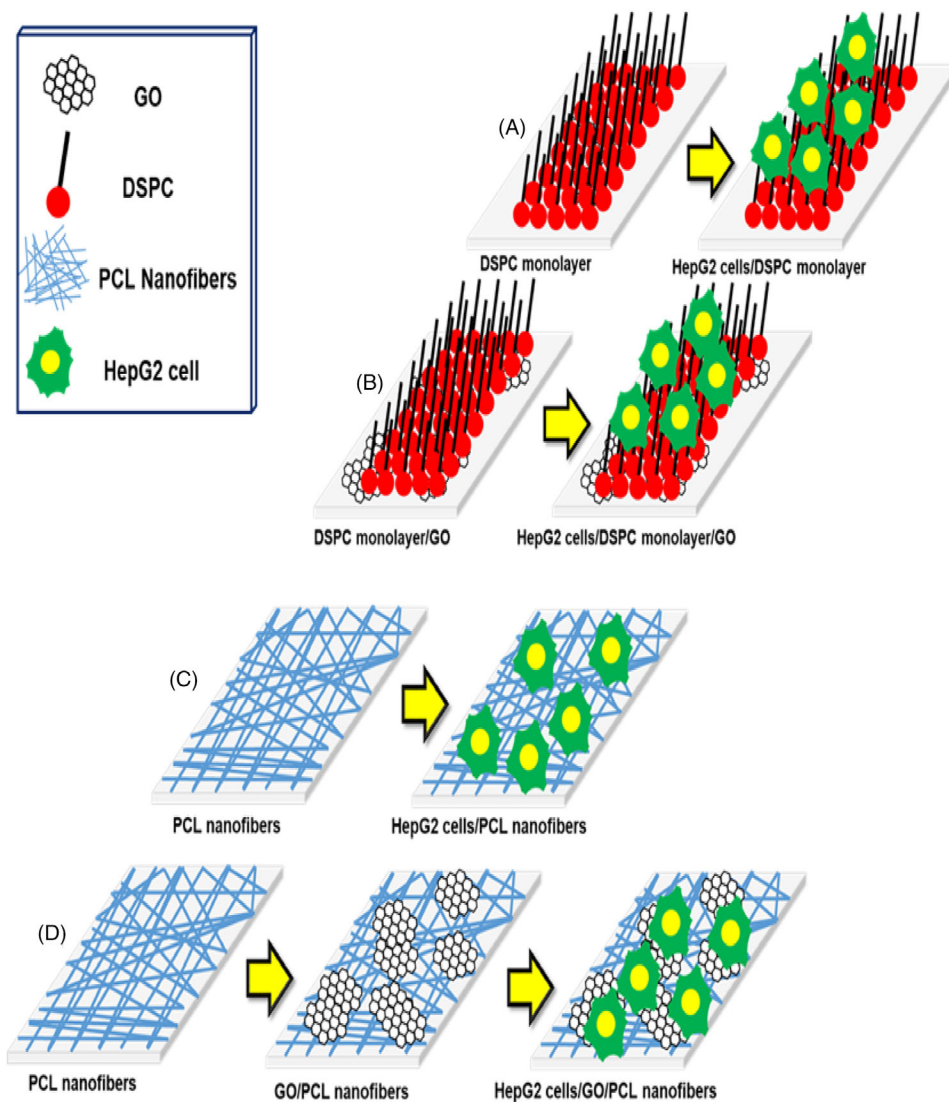 GO
DSPC
PCL Nanofibers
HepG2 cell
(A)
DSPC monolayer
HepG2 cells/DSPC monolayer
(B)
DSPC monolayer/GO
HepG2 cells/DSPC monolayer/GO
(C)
PCL nanofibers
HepG2 cells/PCL nanofibers
(D)
PCL nanofibers
GO/PCL nanofibers
HepG2 cells/GO/PCL nanofibers